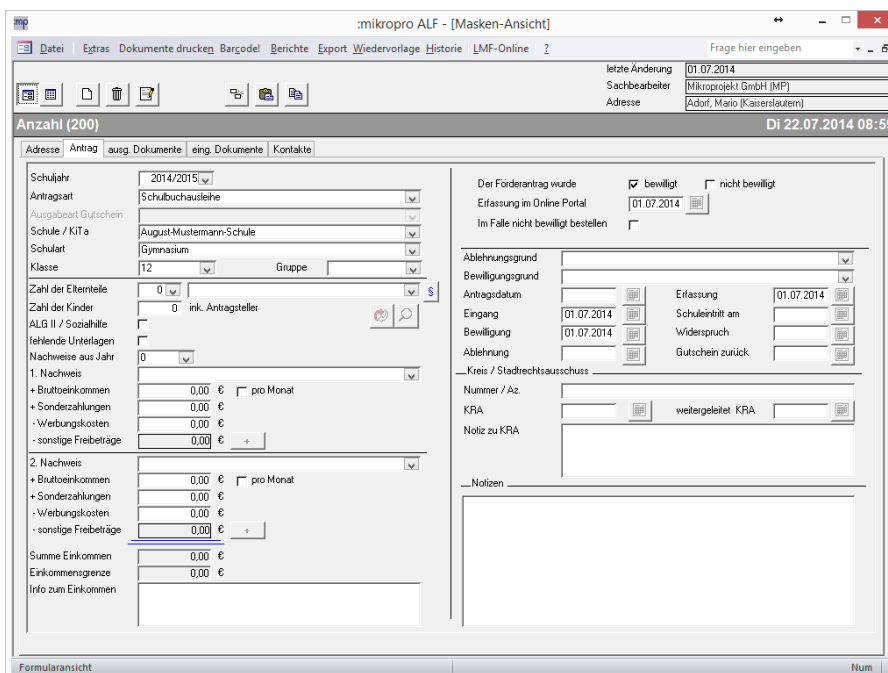 :mp
:mikropro ALF - [Masken-Ansicht]
Datei Extras Dokumente drucken Barcode! Berichte Export Wiedervorlage Historie LMF-Online ? Frage hier eingeben
letzte Änderung 01.07.2014
Sachbearbeiter Mikroprojekt GmbH (MP)
Adresse Adorf, Mario (Kaiserslautern)
Anzahl (200) Di 22.07.2014 08:59
Adresse Antrag ausg. Dokumente eing. Dokumente Kontakte
Schuljahr 2014/2015
Antragsart Schulbuchausleihe
Ausgabeart Gutschein
Schule / KiTa August-Mustermann-Schule
Schulart Gymnasium
Klasse 12 Gruppe
Zahl der Elternteile 0 §
Zahl der Kinder 0 ink. Antragsteller
ALG II / Sozialhilfe
fehlende Unterlagen
Nachweise aus Jahr 0
1. Nachweis
+ Bruttoeinkommen 0,00 € pro Monat
+ Sonderzahlungen 0,00 €
- Werbungskosten 0,00 €
- sonstige Freibeträge 0,00 € +
2. Nachweis
+ Bruttoeinkommen 0,00 € pro Monat
+ Sonderzahlungen 0,00 €
- Werbungskosten 0,00 €
- sonstige Freibeträge 0,00 € +
Summe Einkommen 0,00 €
Einkommensgrenze 0,00 €
Info zum Einkommen
Der Förderantrag wurde bewilligt nicht bewilligt
Erfassung im Online Portal 01.07.2014
Im Falle nicht bewilligt bestellen
Ablehnungsgrund
Bewilligungsgrund
Antragsdatum Erfassung 01.07.2014
Eingang 01.07.2014 Schuleintritt am
Bewilligung 01.07.2014 Widerspruch
Ablehnung Gutschein zurück
Kreis / Stadtrechtsausschuss
Nummer / Az.
KRA weitergeleitet KRA
Notiz zu KRA
Notizen
Formularansicht Num